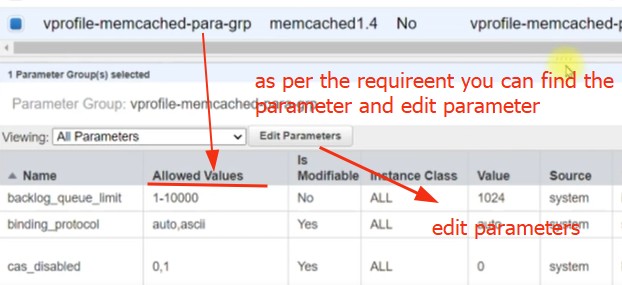 vprofile-memcached-para-grp memcached1.4 No vprofile-memcached-p
1 Parameter Group(s) selected
as per the requireent you can find the
parameter and edit parameter
Parameter Group: vprofile-memcached-para-grp
Viewing: All Parameters Edit Parameters
Name Allowed Values Is Modifiable Instance Class Value Source
backlog_queue_limit 1-10000 No ALL 1024 system
binding_protocol auto,ascii Yes ALL auto system
edit parameters
cas_disabled 0,1 Yes ALL 0 system